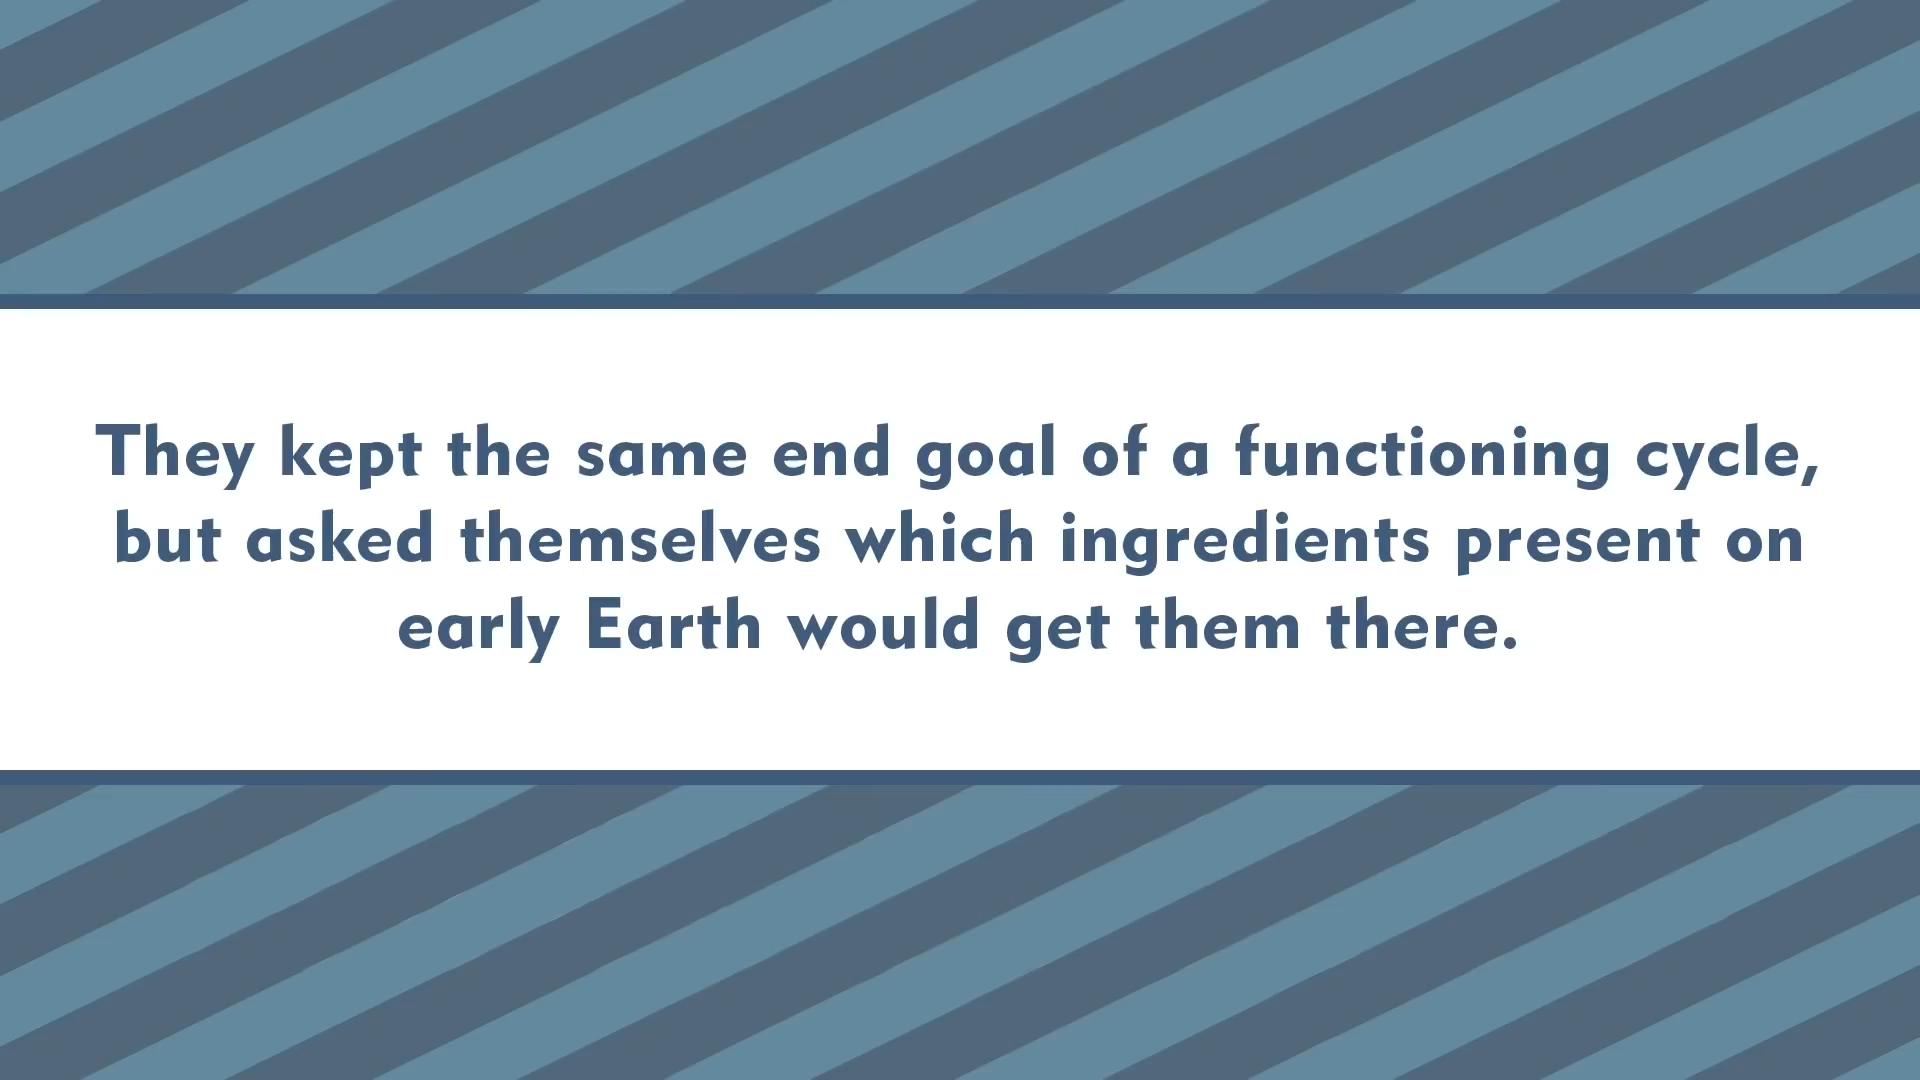 They kept the same end goal of a functioning cycle,
but asked themselves which ingredients present on
early Earth would get them there.